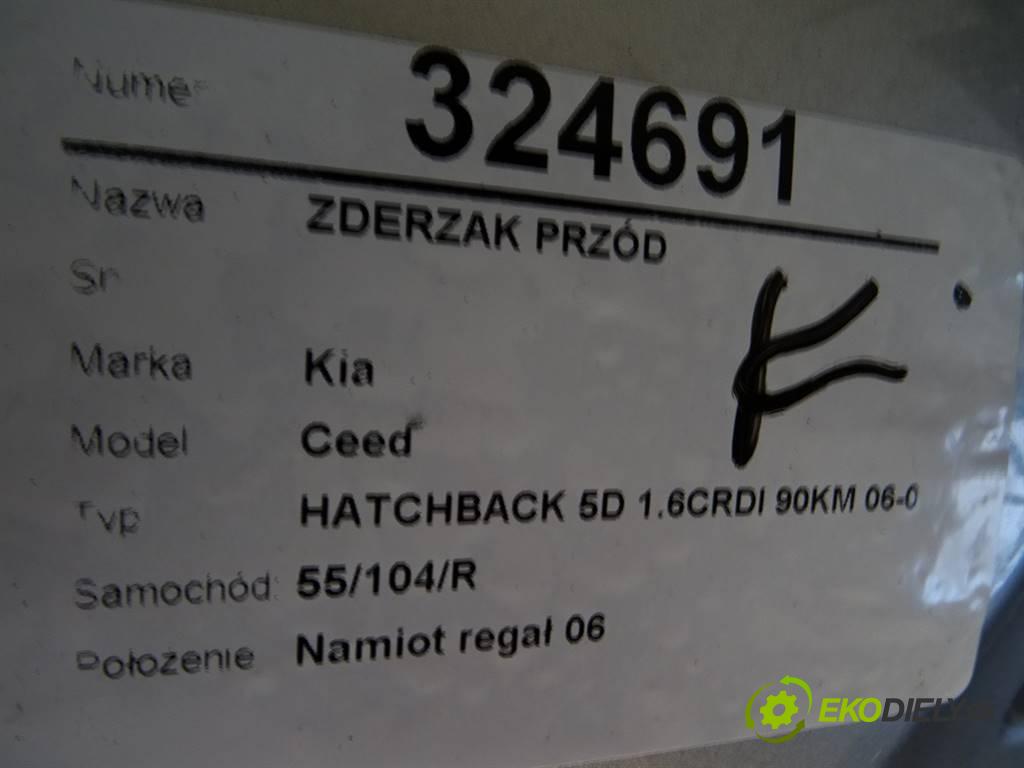 Numer 324691
Nazwa ZDERZAK PRZÓD
Sr
Marka Kia
Model Ceed
Typ HATCHBACK 5D 1.6CRDI 90KM 06-0
Samochód: 55/104/R
Położenie Namiot regał 06
K
EKODIELY